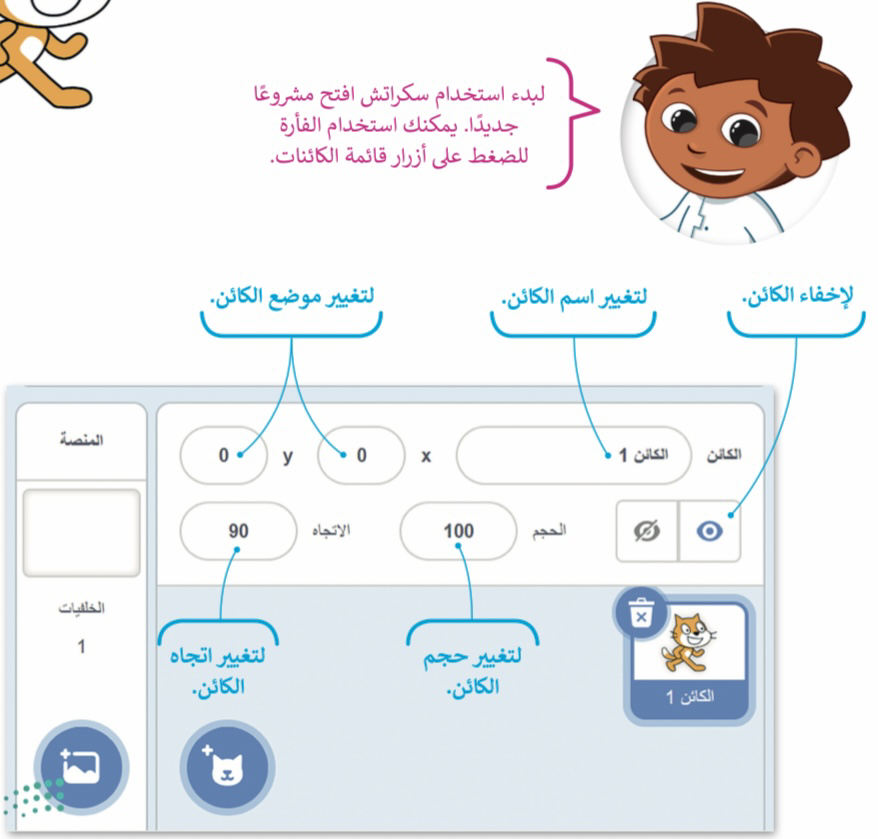 لبدء استخدام سكراتش افتح مشروعًا
جديدًا. يمكنك استخدام الفأرة
للضغط على أزرار قائمة الكائنات.
لإخفاء الكائن.
لتغيير اسم الكائن.
لتغيير موضع الكائن.
الكائن
الكائن 1
x
0
y
0
الحجم
100
الاتجاه
90
لتغيير حجم
الكائن.
لتغيير اتجاه
الكائن.
الكائن 1
المنصة
الخلفيات
1